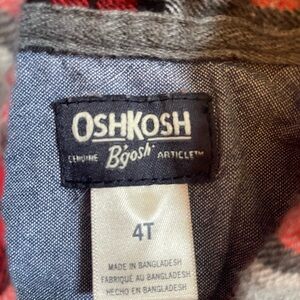 OSHKOSH
GENUINE B'gosh® ARTICLE™
4T
MADE IN BANGLADESH
FABRIQUÉ AU BANGLADESH
HECHO EN BANGLADESH